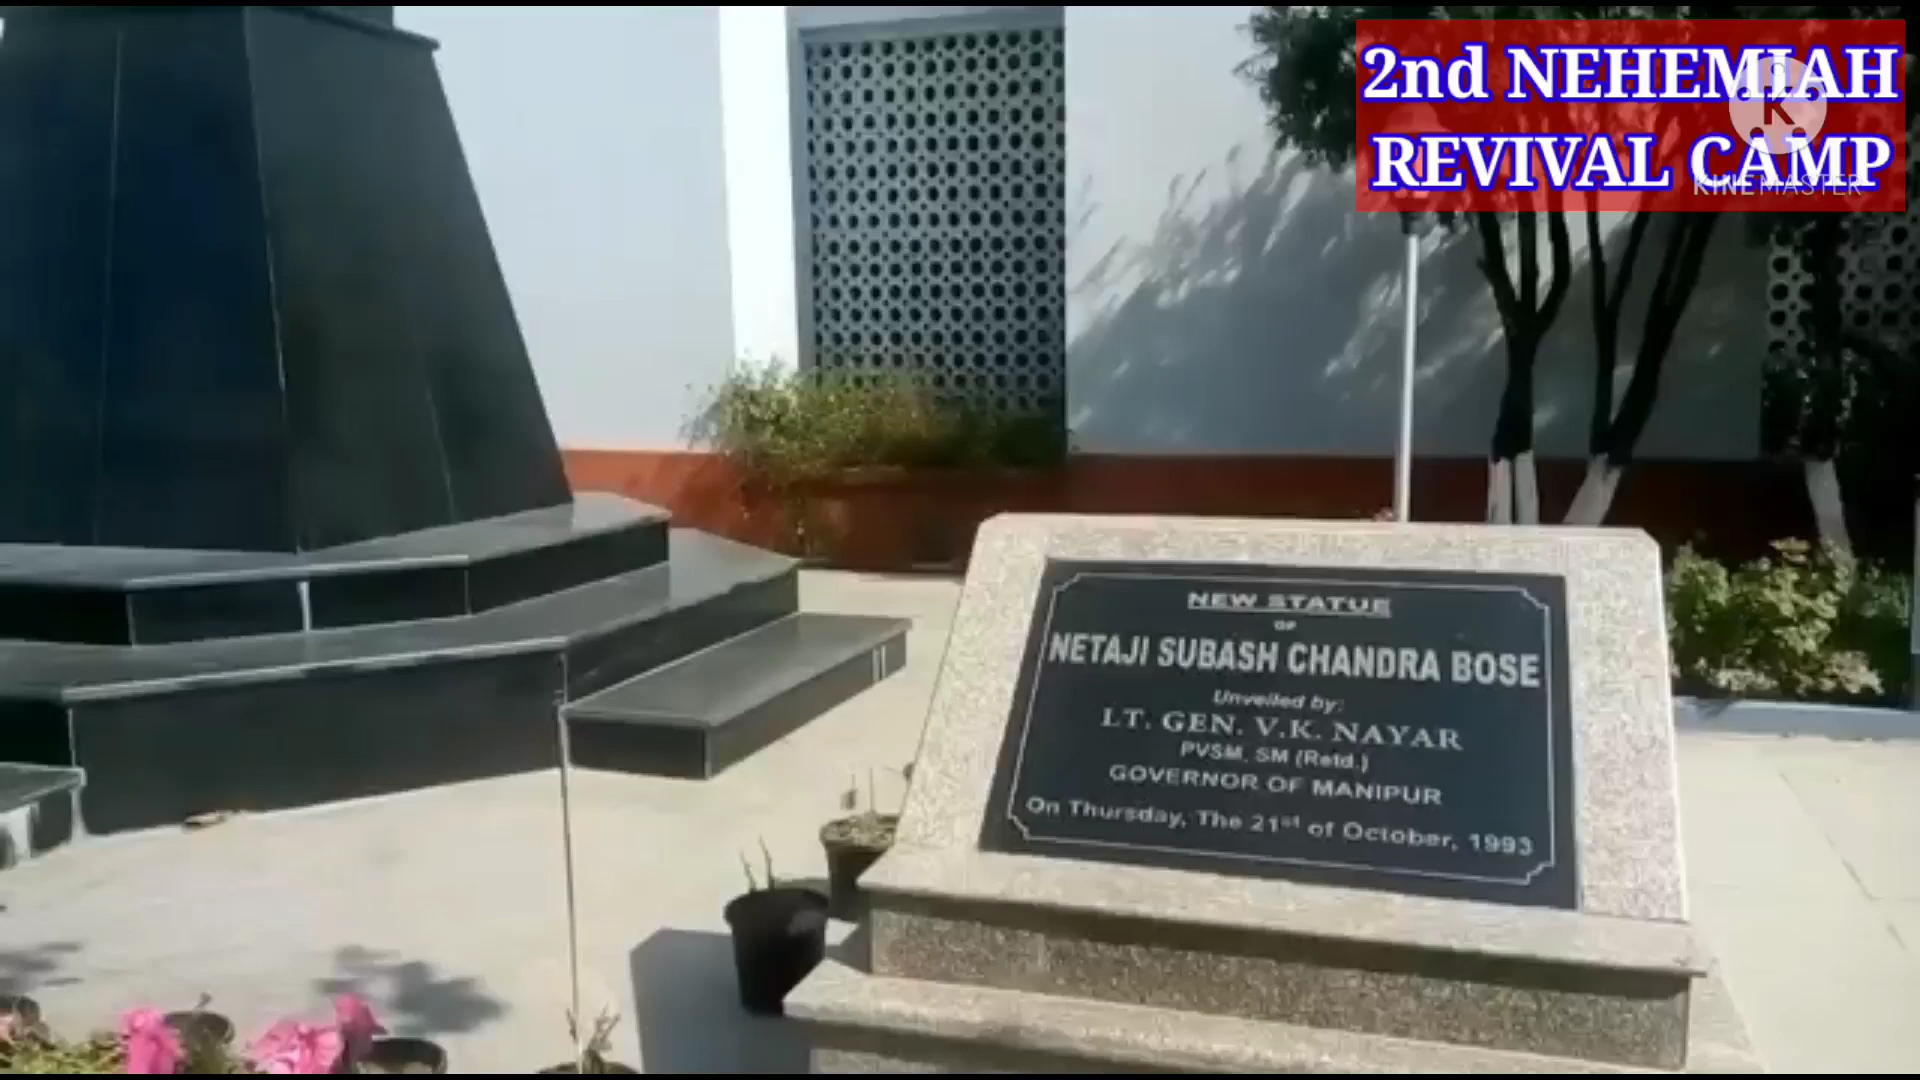 2nd NEHEMIAH
REVIVAL CAMP
K
KINEMASTER
NEW STATUE
OF
NETAJI SUBASH CHANDRA BOSE
Unveiled by:
LT. GEN. V.K. NAYAR
PVSM, SM (Retd.)
GOVERNOR OF MANIPUR
On Thursday, The 21st of October, 1993